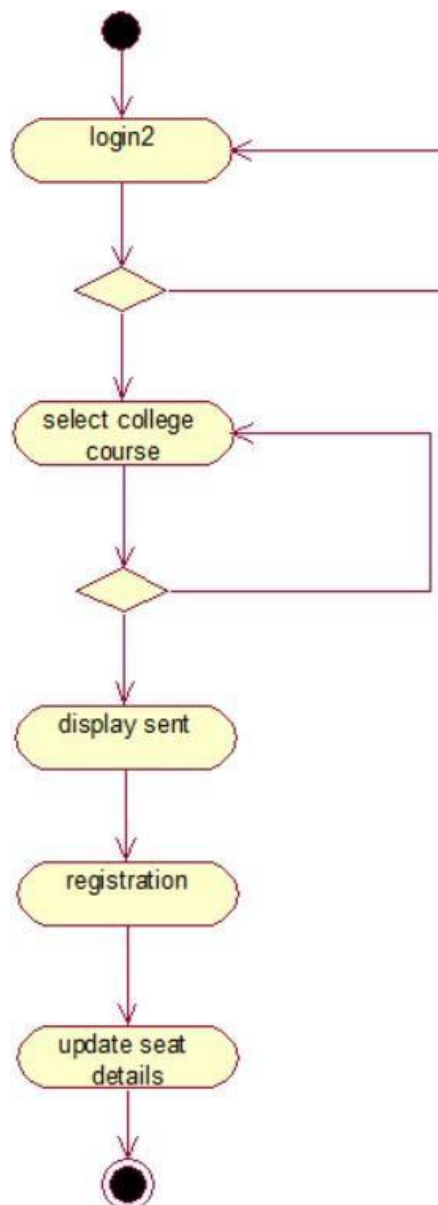 login2
select college
course
display sent
registration
update seat
details